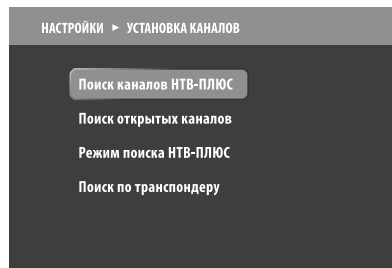 НАСТРОЙКИ ► УСТАНОВКА КАНАЛОВ
Поиск каналов НТВ-ПЛЮС
Поиск открытых каналов
Режим поиска НТВ-ПЛЮС
Поиск по транспондеру